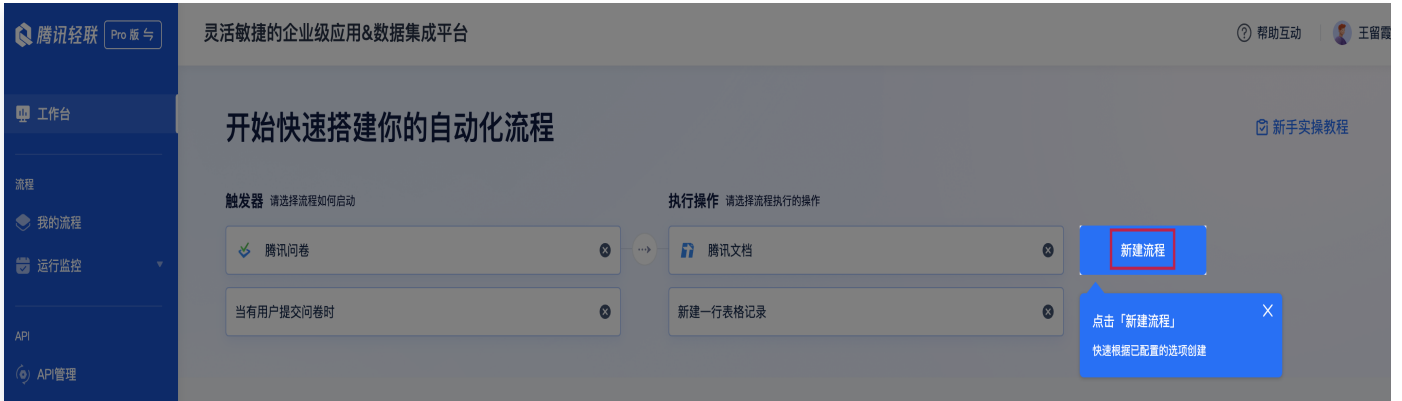 腾讯轻联 Pro 版
灵活敏捷的企业级应用&数据集成平台
帮助互动
王留霞
工作台
开始快速搭建你的自动化流程
新手实操教程
流程
触发器 请选择流程如何启动
执行操作 请选择流程执行的操作
我的流程
腾讯问卷
腾讯文档
新建流程
运行监控
当有用户提交问卷时
新建一行表格记录
点击「新建流程」
快速根据已配置的选项创建
API
API管理